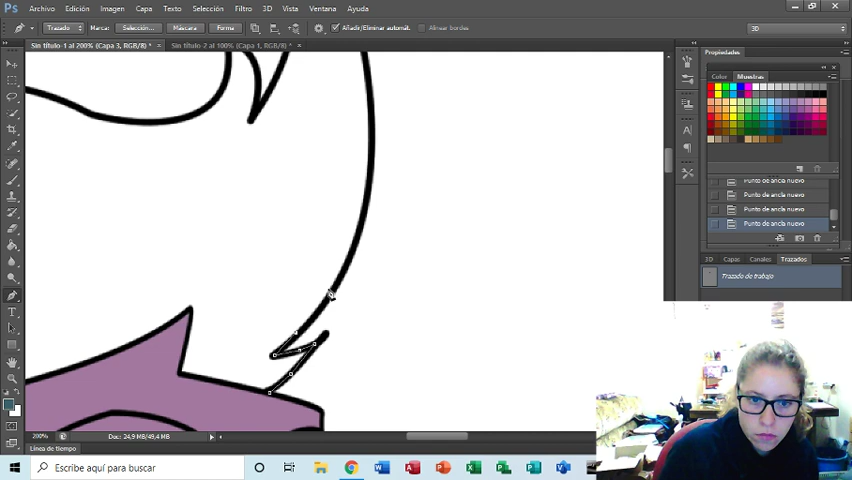 Ps Archivo Edición Imagen Capa Texto Selección Filtro 3D Vista Ventana Ayuda
Trazado Marca: Selección... Máscara Forma Añadir/Eliminar automát. Alinear bordes 3D
Sin título-1 al 200% (Capa 3, RGB/8) * × Sin título-2 al 100% (Capa 1, RGB/8) * ×
Propiedades
Color Muestras
Punto de ancla nuevo
Punto de ancla nuevo
Punto de ancla nuevo
Punto de ancla nuevo
3D Capas Canales Trazados
Trazado de trabajo
200% Doc: 24,9 MB/49,4 MB
Línea de tiempo
Escribe aquí para buscar